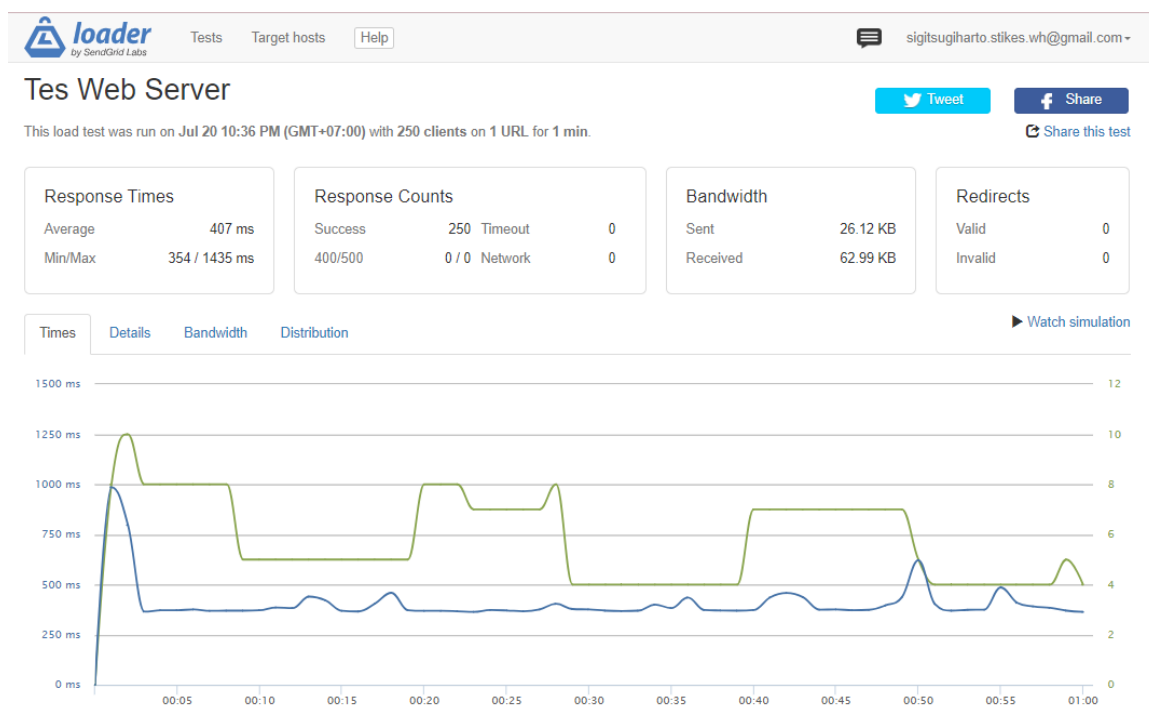 loader
by SendGrid Labs
Tests Target hosts Help
sigitsugiharto.stikes.wh@gmail.com
Tes Web Server
Tweet Share
This load test was run on Jul 20 10:36 PM (GMT+07:00) with 250 clients on 1 URL for 1 min.
Share this test
Response Times
Average 407 ms
Min/Max 354 / 1435 ms
Response Counts
Success 250 Timeout 0
400/500 0 / 0 Network 0
Bandwidth
Sent 26.12 KB
Received 62.99 KB
Redirects
Valid 0
Invalid 0
Watch simulation
Times Details Bandwidth Distribution
1500 ms 12
1250 ms 10
1000 ms 8
750 ms 6
500 ms 4
250 ms 2
0 ms 0
00:05 00:10 00:15 00:20 00:25 00:30 00:35 00:40 00:45 00:50 00:55 01:00